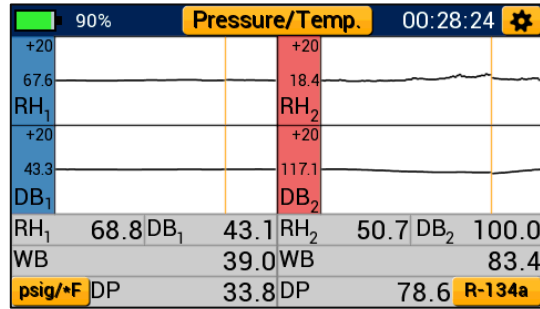 90% Pressure/Temp. 00:28:24
+20 +20
67.6 18.4
RH1 RH2
+20 +20
43.3 117.1
DB1 DB2
RH1 68.8 DB1 43.1 RH2 50.7 DB2 100.0
WB 39.0 WB 83.4
psig/*F DP 33.8 DP 78.6 R-134a